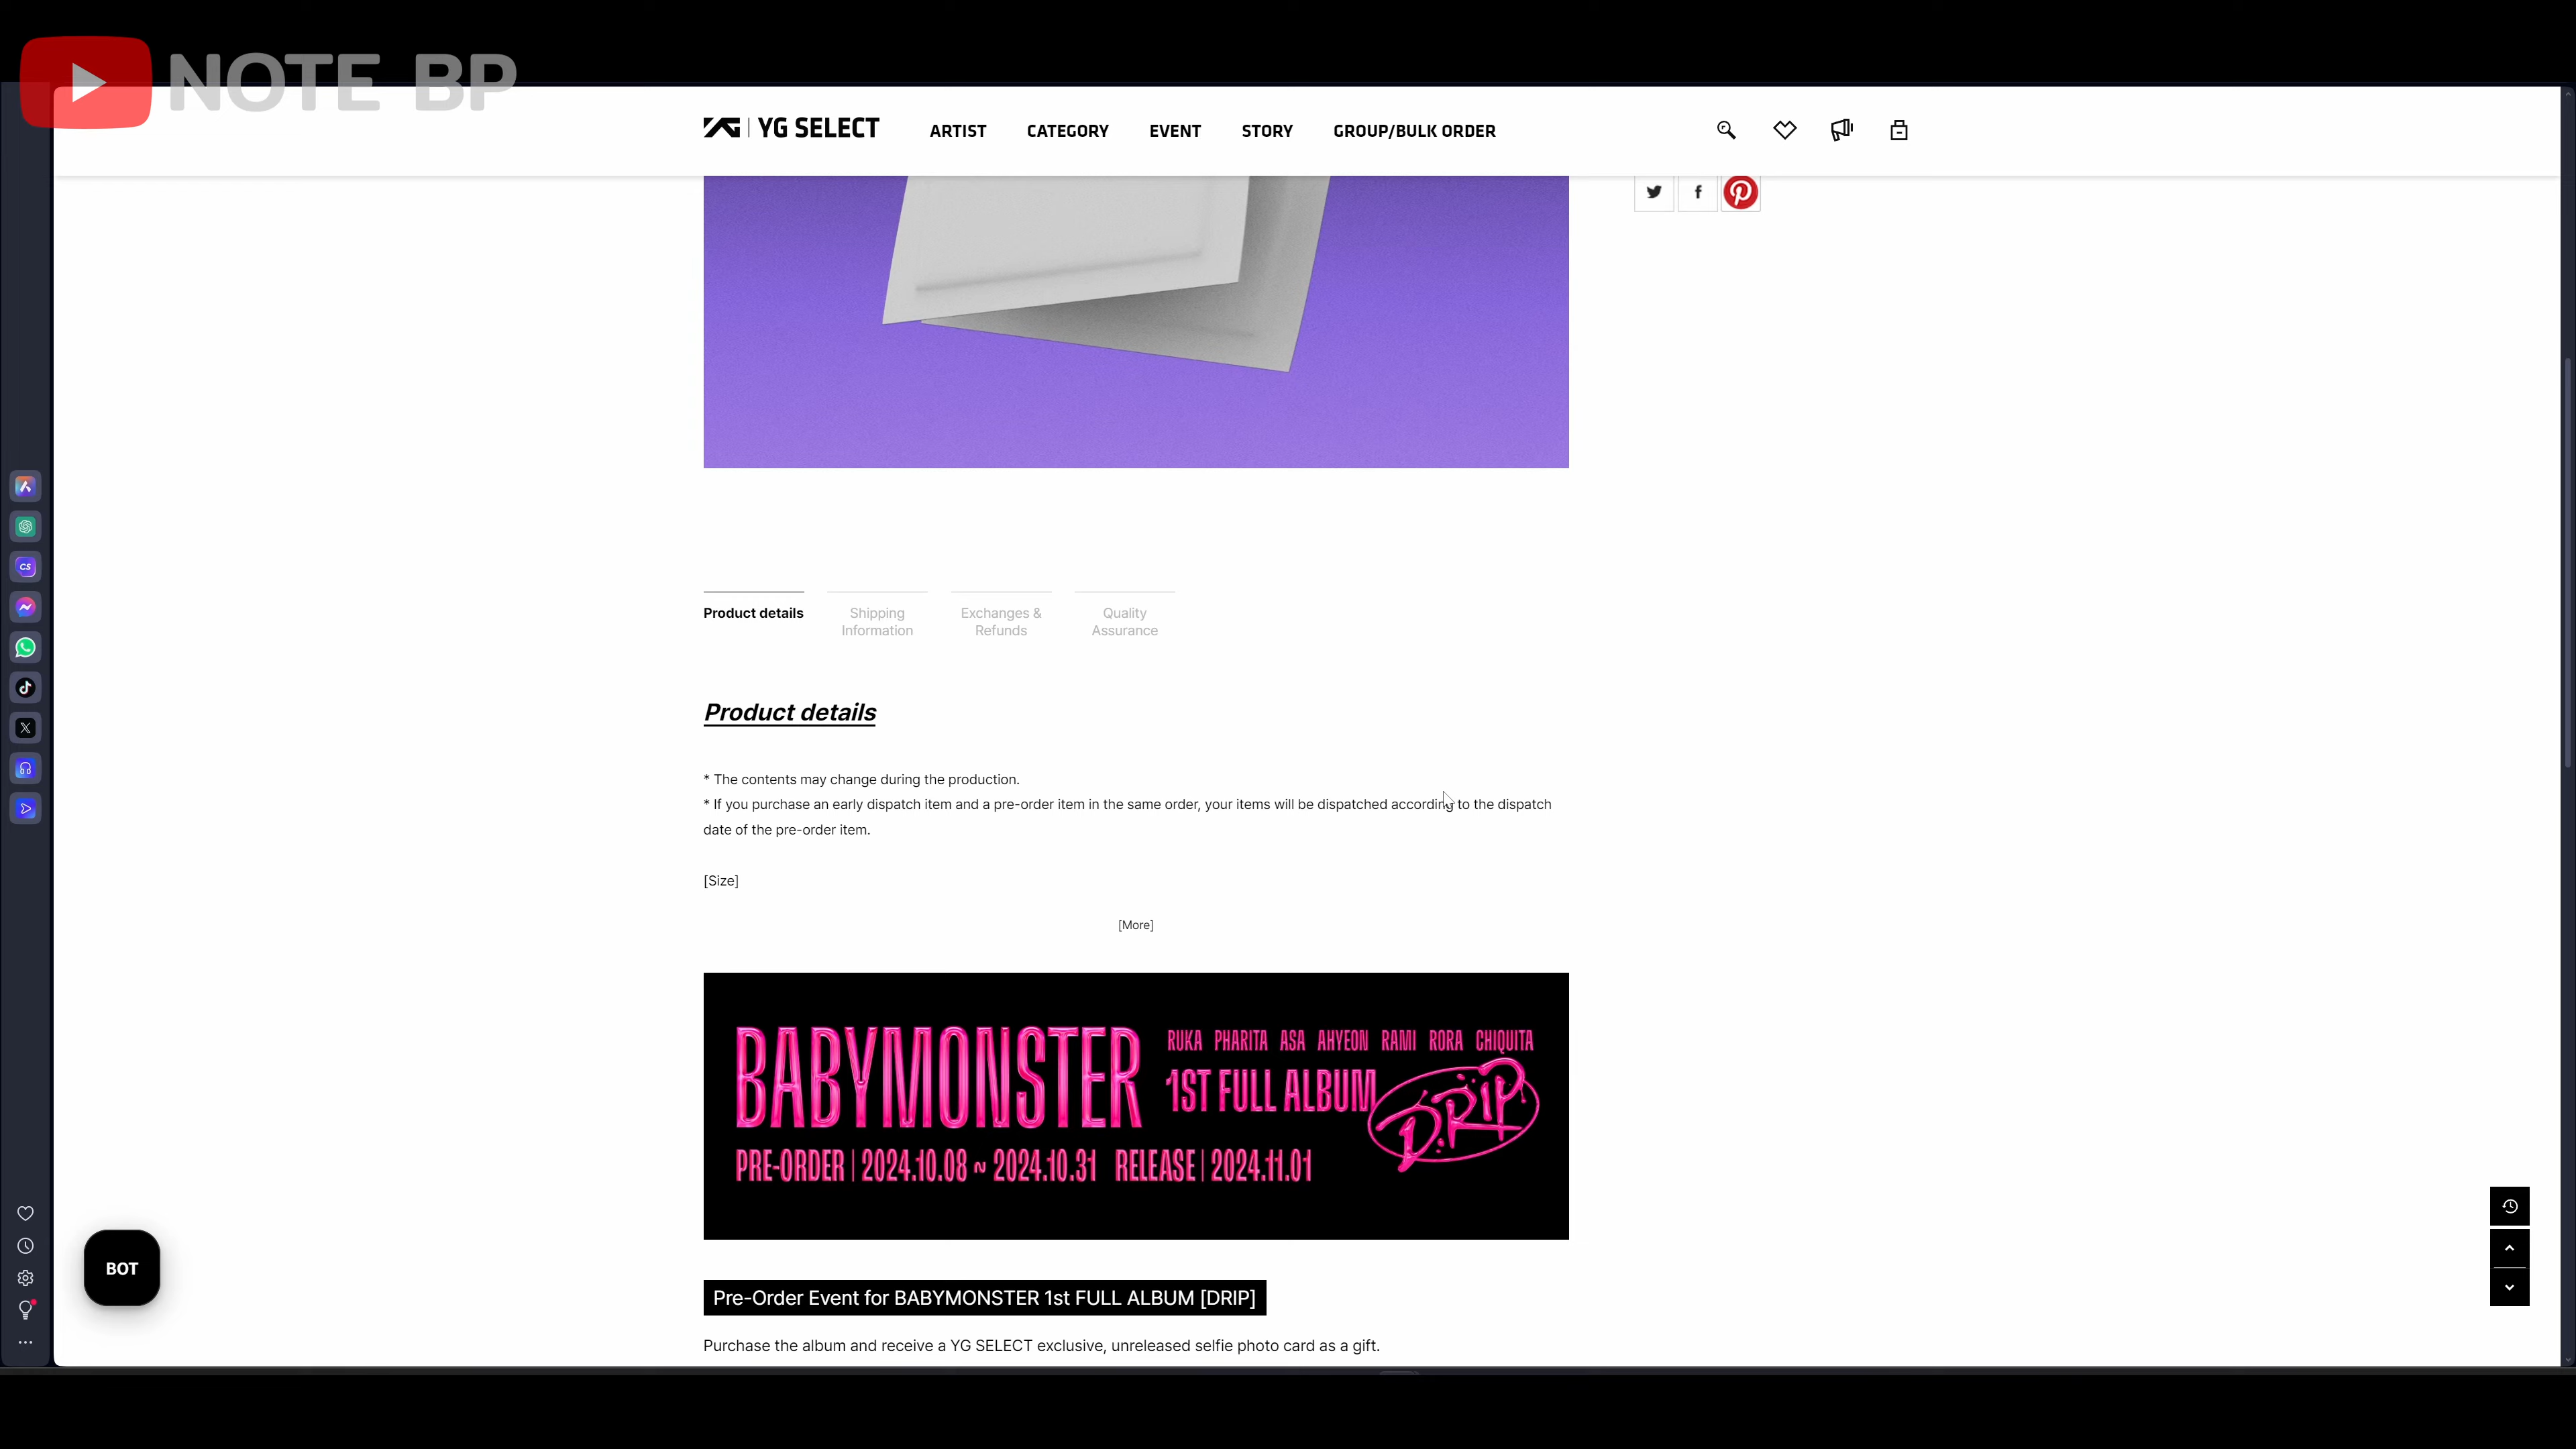 NOTE BP
YG SELECT
ARTIST
CATEGORY
EVENT
STORY
GROUP/BULK ORDER
Product details
Shipping
Information
Exchanges &
Refunds
Quality
Assurance
Product details
* The contents may change during the production.
* If you purchase an early dispatch item and a pre-order item in the same order, your items will be dispatched according to the dispatch
date of the pre-order item.
[Size]
[More]
BABYMONSTER
RUKA PHARITA ASA AHYEON RAMI RORA CHIQUITA
1ST FULL ALBUM
DRIP
PRE-ORDER | 2024.10.08 ~ 2024.10.31 RELEASE | 2024.11.01
Pre-Order Event for BABYMONSTER 1st FULL ALBUM [DRIP]
Purchase the album and receive a YG SELECT exclusive, unreleased selfie photo card as a gift.
BOT
CS